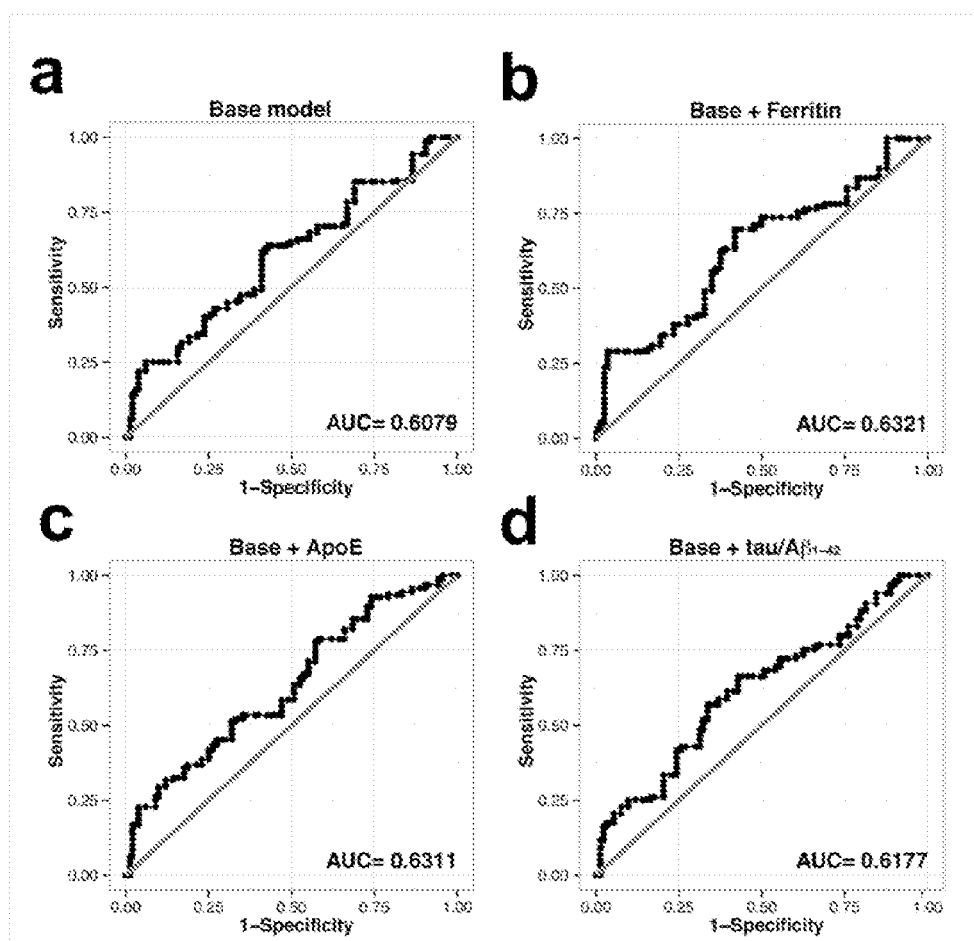 a
Base model
1.00
0.75
0.50
0.25
0.00
Sensitivity
AUC= 0.6079
0.00 0.25 0.50 0.75 1.00
1-Specificity
b
Base + Ferritin
1.00
0.75
0.50
0.25
0.00
Sensitivity
AUC= 0.6321
0.00 0.25 0.50 0.75 1.00
1-Specificity
c
Base + ApoE
1.00
0.75
0.50
0.25
0.00
Sensitivity
AUC= 0.6311
0.00 0.25 0.50 0.75 1.00
1-Specificity
d
Base + tau/Aβ1-42
1.00
0.75
0.50
0.25
0.00
Sensitivity
AUC= 0.6177
0.00 0.25 0.50 0.75 1.00
1-Specificity